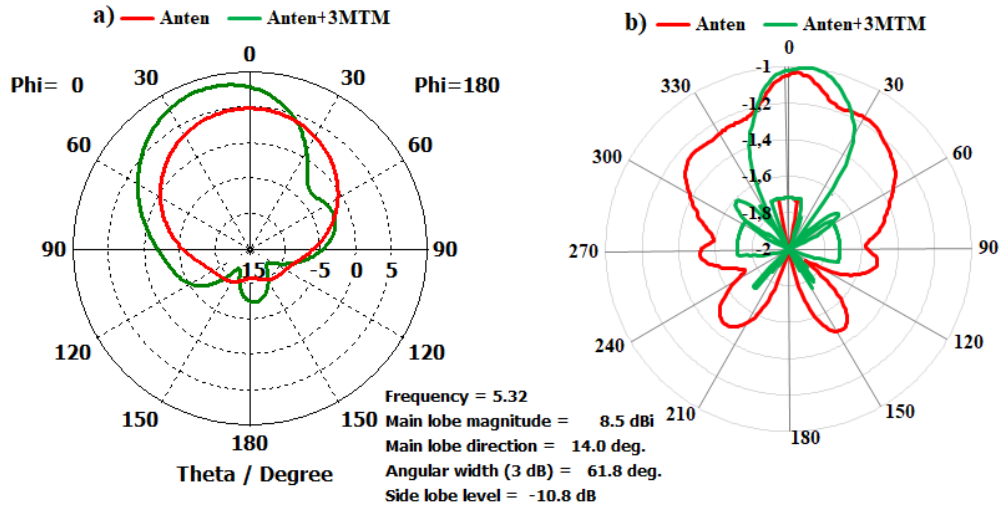 a) Anten Anten+3MTM
0
30 30
Phi= 0 Phi=180
60 60
90 90
15 -5 0 5
120 120
150 150
180
Theta / Degree
Frequency = 5.32
Main lobe magnitude = 8.5 dBi
Main lobe direction = 14.0 deg.
Angular width (3 dB) = 61.8 deg.
Side lobe level = -10.8 dB
b) Anten Anten+3MTM
0
-1
330 30
-1,2
-1,4
300 60
-1,6
-1,8
270 -2 90
240 120
210 150
180